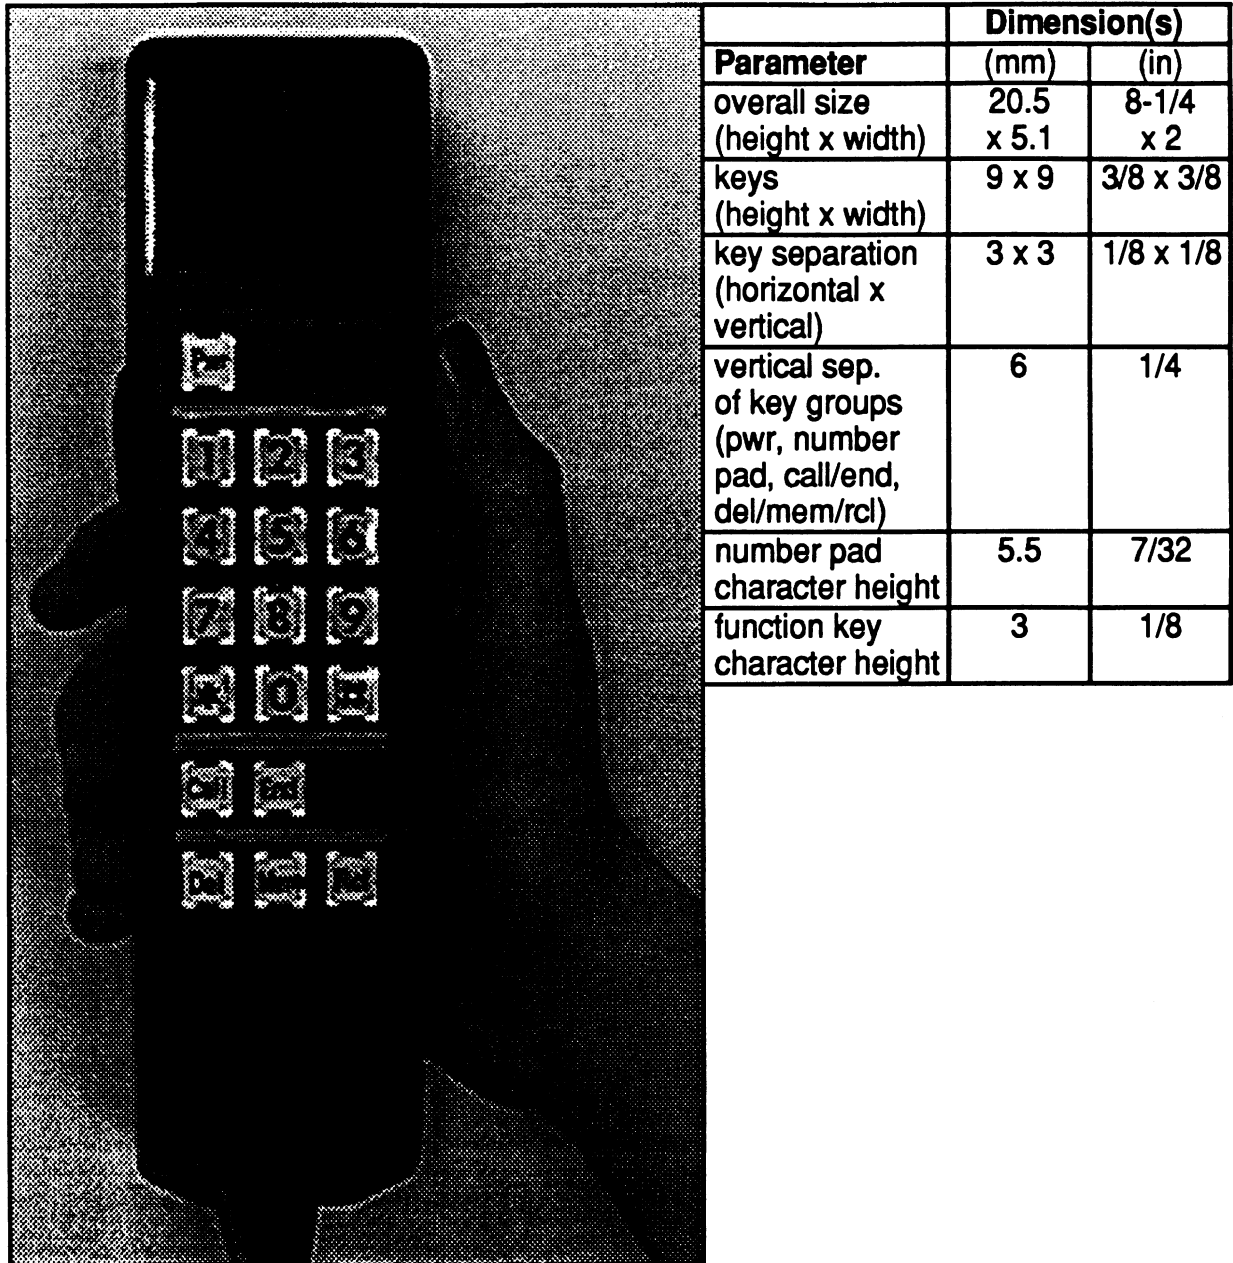 Dimension(s)
Parameter (mm) (in)
overall size 20.5 8-1/4
(height x width) x 5.1 x 2
keys 9 x 9 3/8 x 3/8
(height x width)
key separation 3 x 3 1/8 x 1/8
(horizontal x
vertical)
vertical sep. 6 1/4
of key groups
(pwr, number
pad, call/end,
del/mem/rcl)
number pad 5.5 7/32
character height
function key 3 1/8
character height
1 2 3
4 5 6
7 8 9
* 0 #
Call End